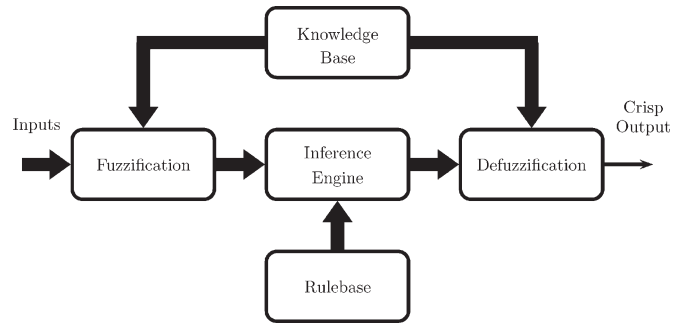 Knowledge
Base
Inputs
Crisp
Output
Fuzzification
Inference
Engine
Defuzzification
Rulebase